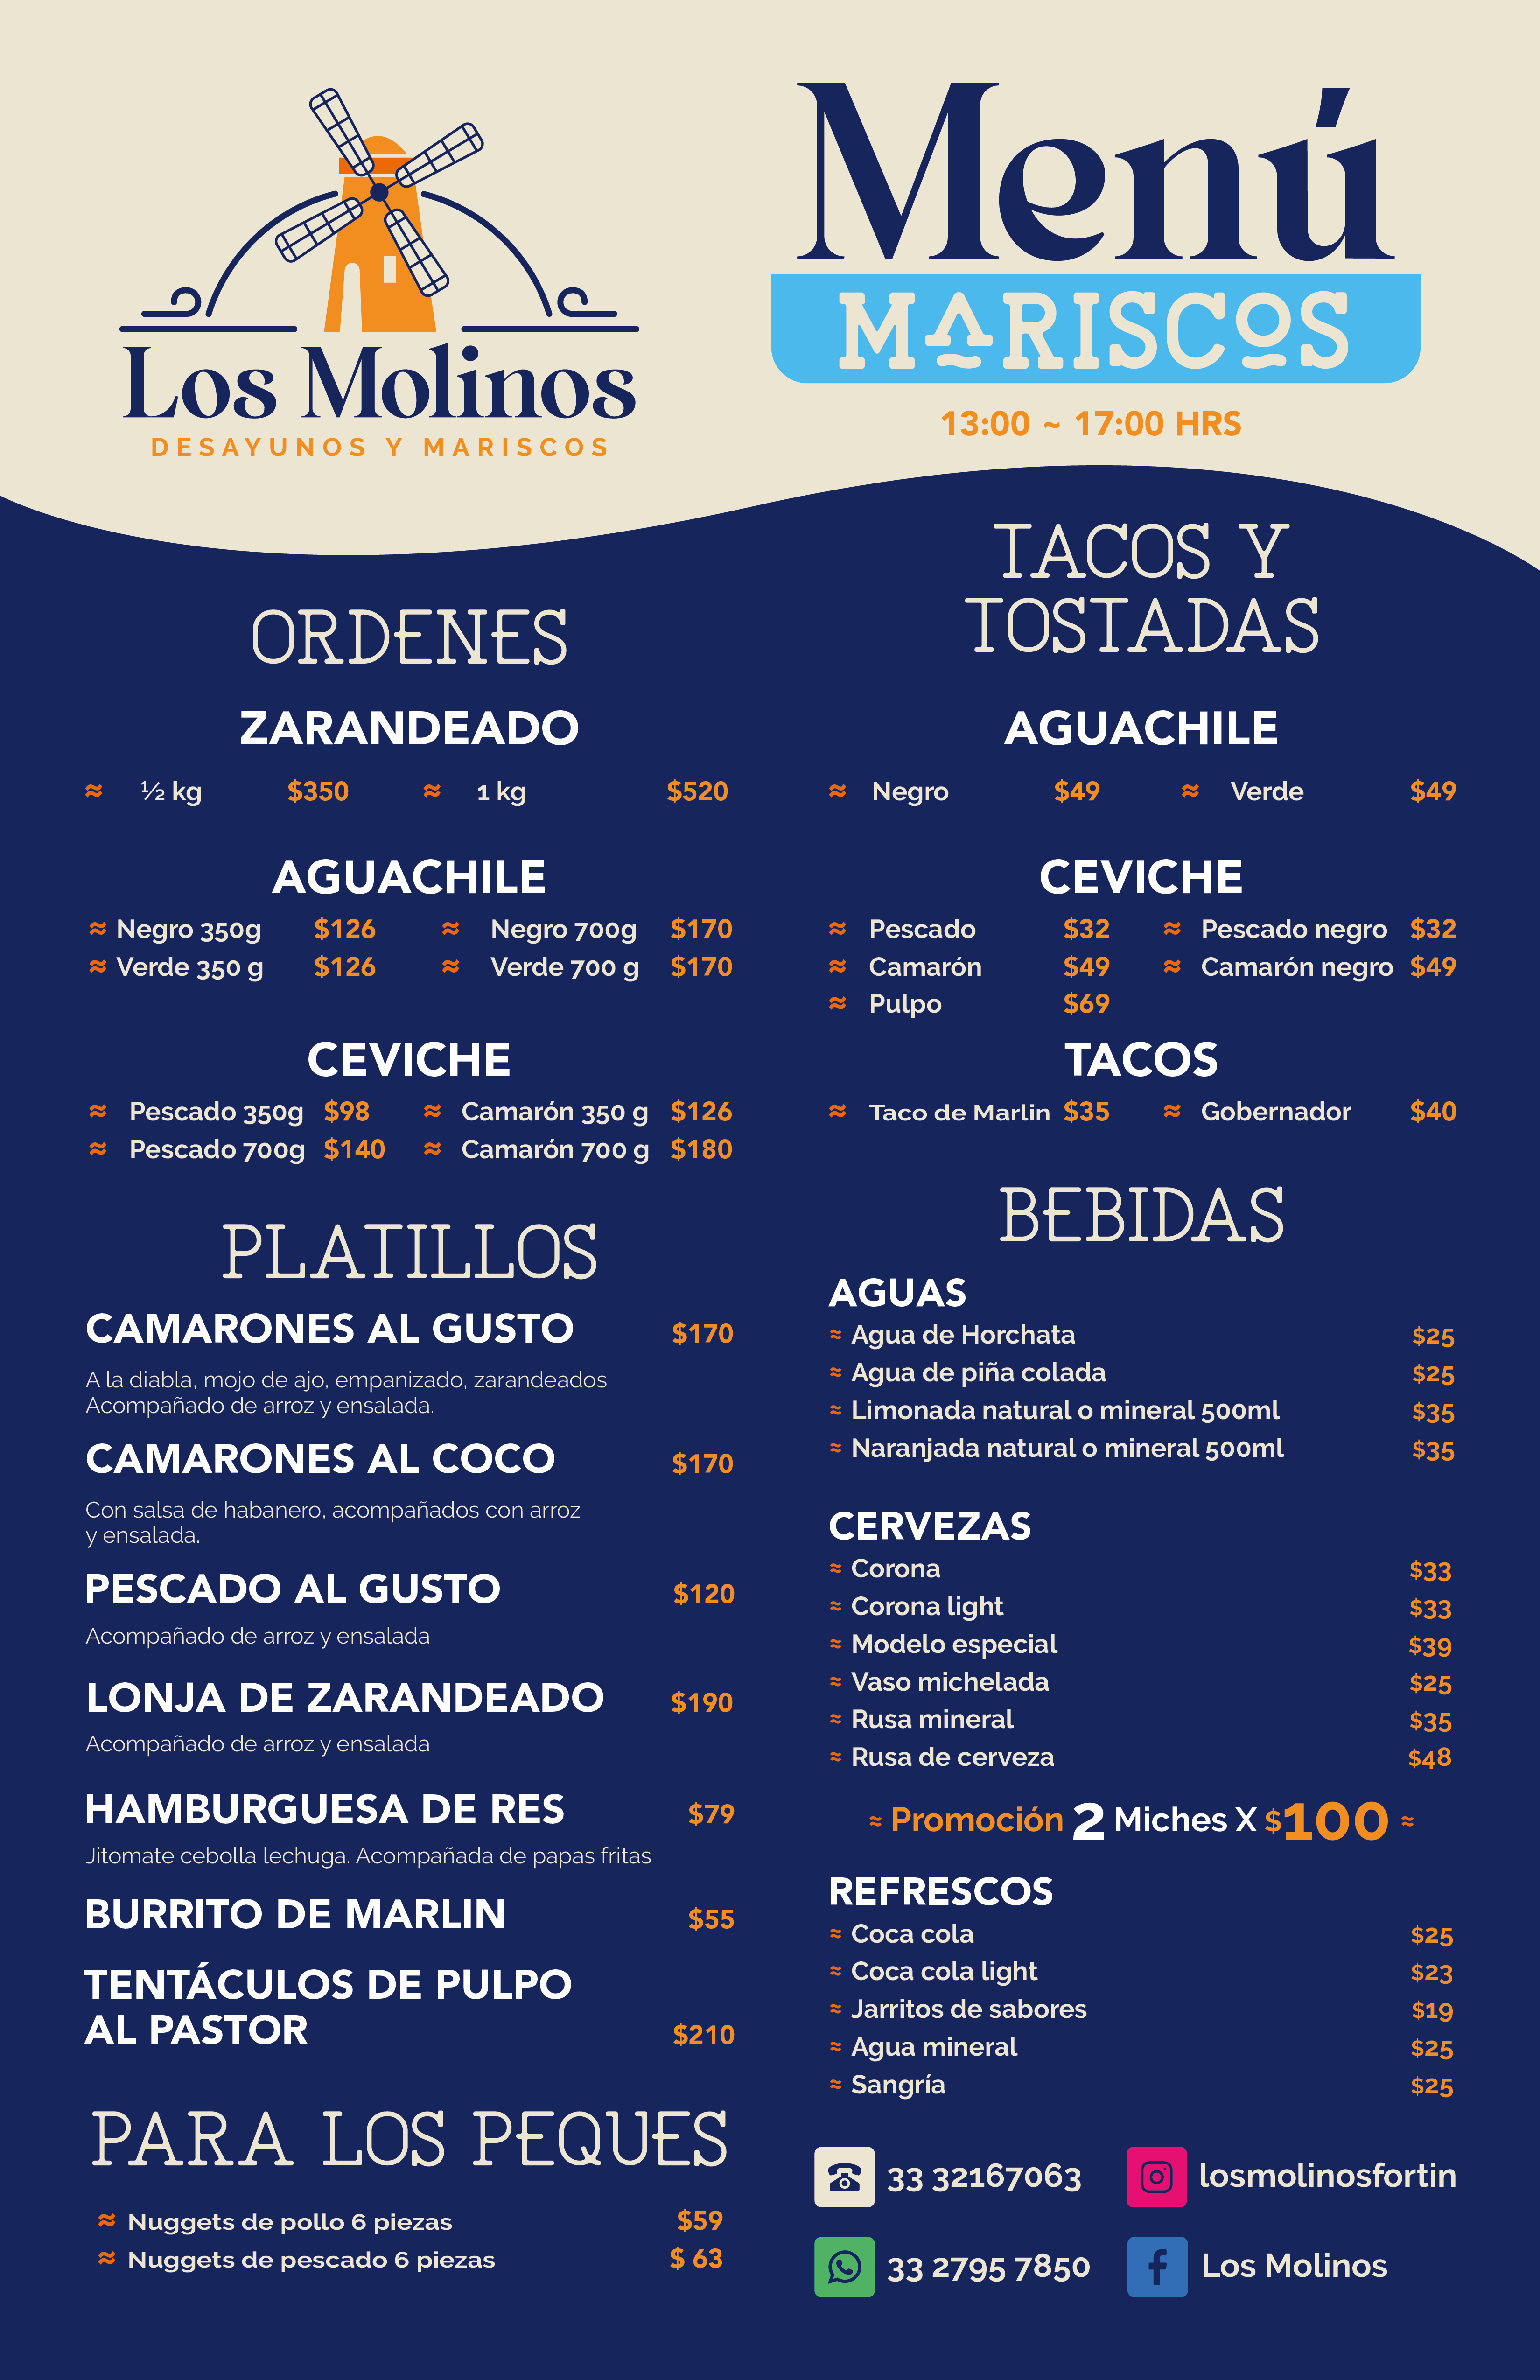 Los Molinos
DESAYUNOS Y MARISCOS
Menú
MARISCOS
13:00 ~ 17:00 HRS
ORDENES
ZARANDEADO
≈ ½ kg $350 ≈ 1 kg $520
AGUACHILE
≈ Negro 350g $126 ≈ Negro 700g $170
≈ Verde 350 g $126 ≈ Verde 700 g $170
CEVICHE
≈ Pescado 350g $98 ≈ Camarón 350 g $126
≈ Pescado 700g $140 ≈ Camarón 700 g $180
PLATILLOS
CAMARONES AL GUSTO $170
A la diabla, mojo de ajo, empanizado, zarandeados
Acompañado de arroz y ensalada.
CAMARONES AL COCO $170
Con salsa de habanero, acompañados con arroz
y ensalada.
PESCADO AL GUSTO $120
Acompañado de arroz y ensalada
LONJA DE ZARANDEADO $190
Acompañado de arroz y ensalada
HAMBURGUESA DE RES $79
Jitomate cebolla lechuga. Acompañada de papas fritas
BURRITO DE MARLIN $55
TENTÁCULOS DE PULPO
AL PASTOR $210
PARA LOS PEQUES
≈ Nuggets de pollo 6 piezas $59
≈ Nuggets de pescado 6 piezas $ 63
TACOS Y
TOSTADAS
AGUACHILE
≈ Negro $49 ≈ Verde $49
CEVICHE
≈ Pescado $32 ≈ Pescado negro $32
≈ Camarón $49 ≈ Camarón negro $49
≈ Pulpo $69
TACOS
≈ Taco de Marlin $35 ≈ Gobernador $40
BEBIDAS
AGUAS
≈ Agua de Horchata $25
≈ Agua de piña colada $25
≈ Limonada natural o mineral 500ml $35
≈ Naranjada natural o mineral 500ml $35
CERVEZAS
≈ Corona $33
≈ Corona light $33
≈ Modelo especial $39
≈ Vaso michelada $25
≈ Rusa mineral $35
≈ Rusa de cerveza $48
≈ Promoción 2 Miches X $100 ≈
REFRESCOS
≈ Coca cola $25
≈ Coca cola light $23
≈ Jarritos de sabores $19
≈ Agua mineral $25
≈ Sangría $25
33 32167063 losmolinosfortin
33 2795 7850 Los Molinos